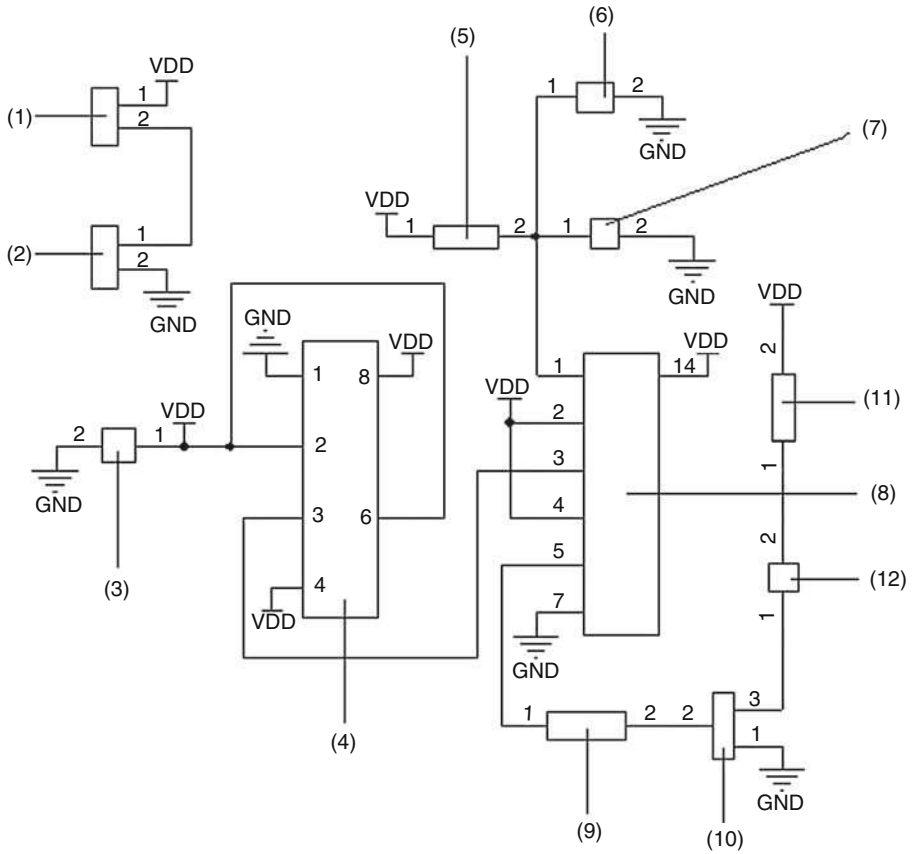 (5)
(6)
1 2
GND
(7)
VDD
1
2
(1)
VDD
1 2
1 2
GND
(2)
1
2
GND
VDD
2
(11)
1
GND
1 8
VDD
VDD
2 1
2
GND
(3)
3 6
4
VDD
(4)
1 14
VDD
VDD
2
3
4
5
7
GND
(8)
2
(12)
1
1 2
(9)
2 3
1
GND
(10)